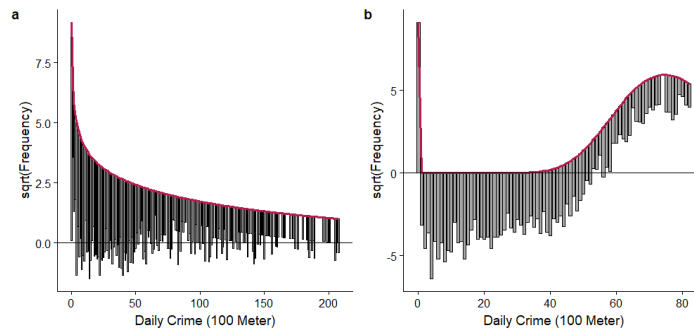 a
sqrt(Frequency)
7.5
5.0
2.5
0.0
0 50 100 150 200
Daily Crime (100 Meter)
b
sqrt(Frequency)
5
0
-5
0 20 40 60 80
Daily Crime (100 Meter)